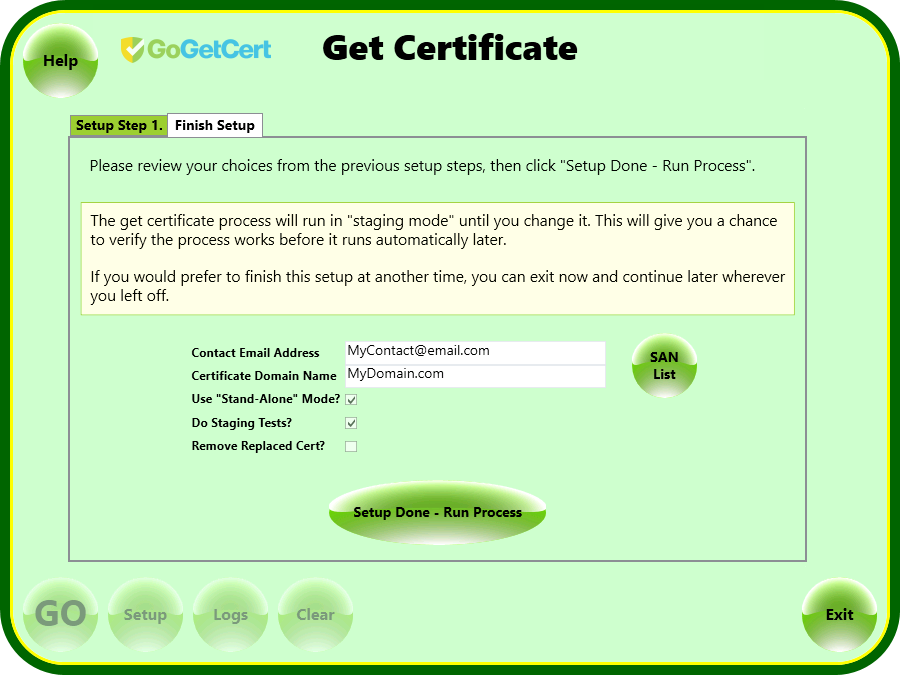 Help
GoGetCert
Get Certificate
Setup Step 1.
Finish Setup
Please review your choices from the previous setup steps, then click "Setup Done - Run Process".
The get certificate process will run in "staging mode" until you change it. This will give you a chance
to verify the process works before it runs automatically later.
If you would prefer to finish this setup at another time, you can exit now and continue later wherever
you left off.
Contact Email Address
MyContact@email.com
Certificate Domain Name
MyDomain.com
SAN
List
Use "Stand-Alone" Mode?
Do Staging Tests?
Remove Replaced Cert?
Setup Done - Run Process
GO
Setup
Logs
Clear
Exit